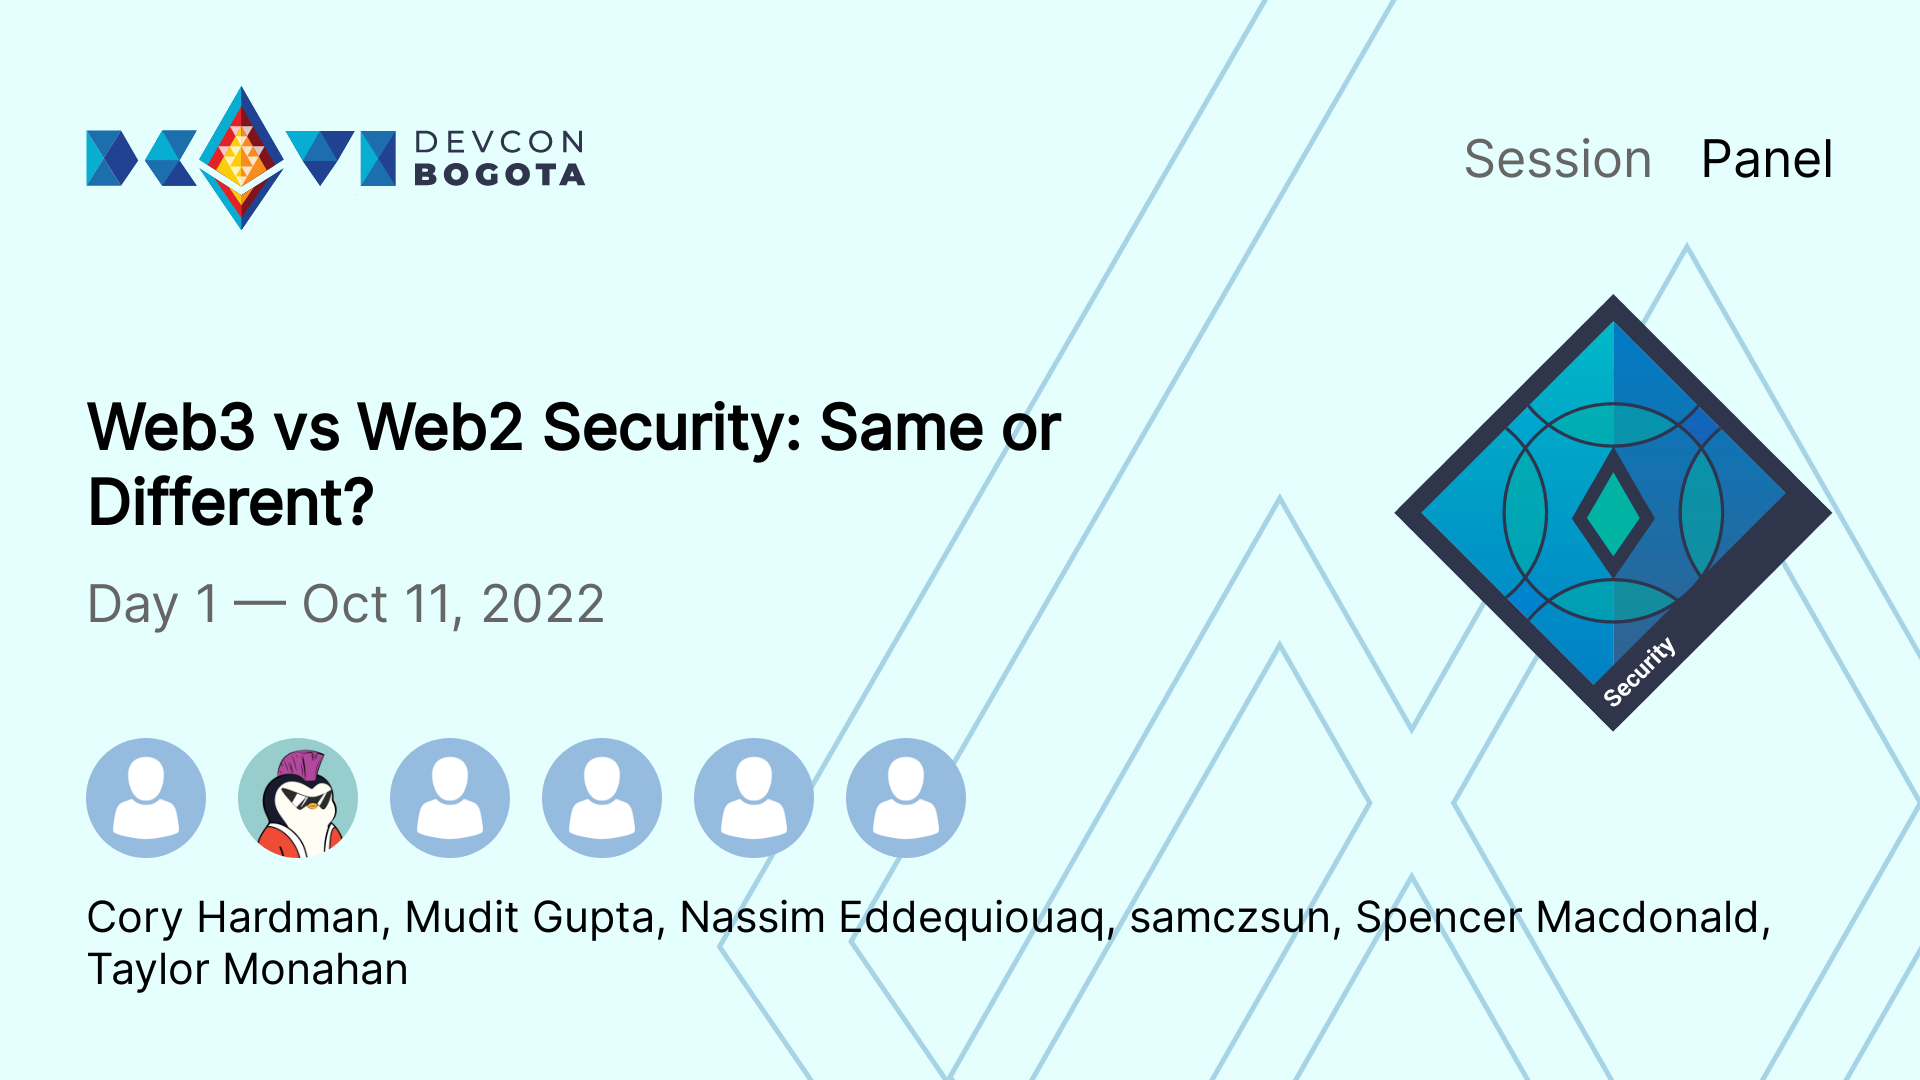 DEVCON
BOGOTA
Session Panel
Web3 vs Web2 Security: Same or
Different?
Day 1 — Oct 11, 2022
Security
Cory Hardman, Mudit Gupta, Nassim Eddequiouaq, samczsun, Spencer Macdonald,
Taylor Monahan